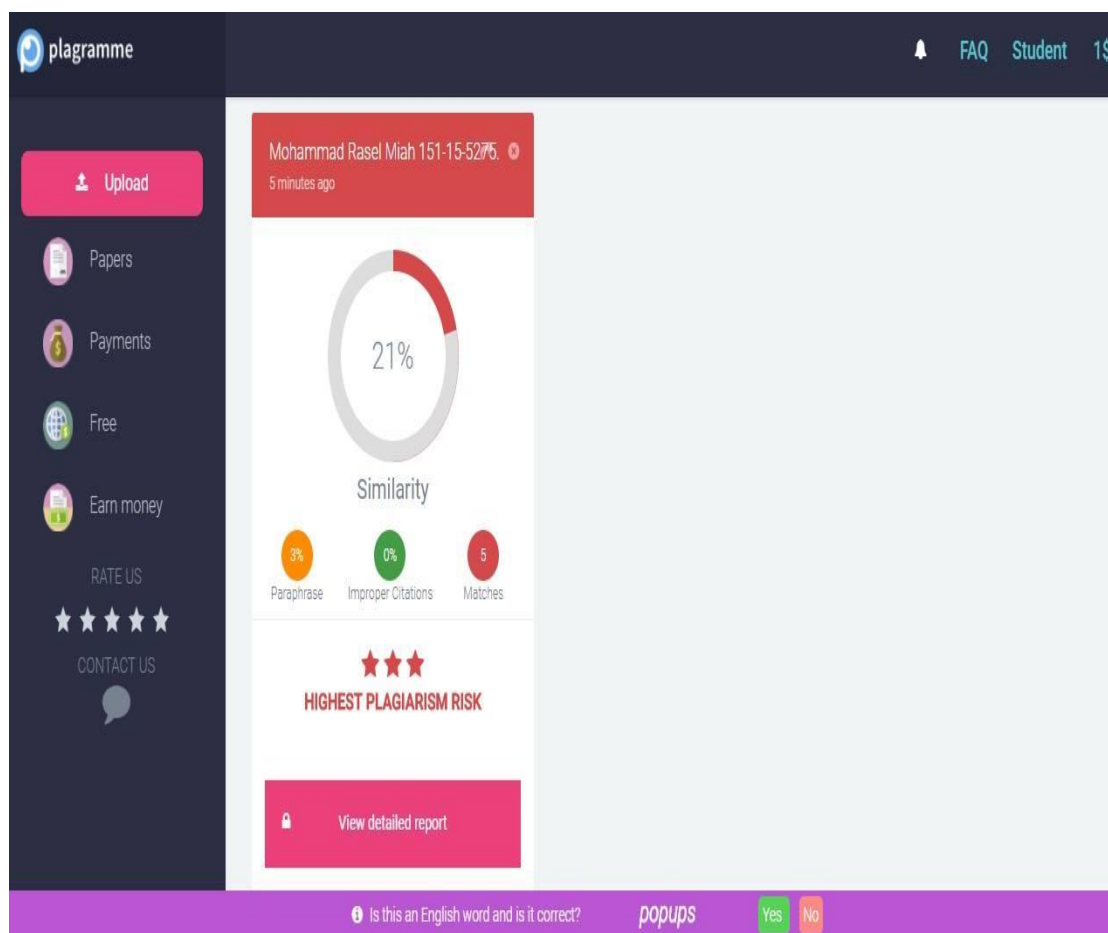 plagramme
FAQ Student 1$
Upload
Papers
Payments
Free
Earn money
RATE US
CONTACT US
Mohammad Rasel Miah 151-15-5275.
5 minutes ago
21%
Similarity
3% 0% 5
Paraphrase Improper Citations Matches
HIGHEST PLAGIARISM RISK
View detailed report
Is this an English word and is it correct? popups Yes No